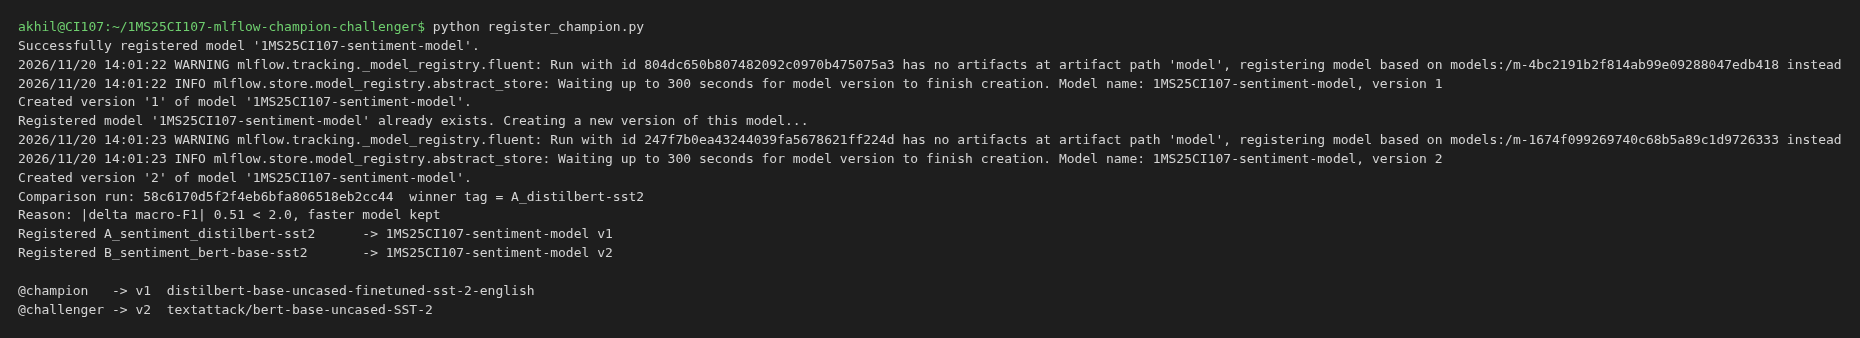 akhil@CI107:~/1MS25CI107-mlflow-champion-challenger$ python register_champion.py
Successfully registered model '1MS25CI107-sentiment-model'.
2026/11/20 14:01:22 WARNING mlflow.tracking._model_registry.fluent: Run with id 804dc650b807482092c0970b475075a3 has no artifacts at artifact path 'model', registering model based on models:/m-4bc2191b2f814ab99e09288047edb418 instead
2026/11/20 14:01:22 INFO mlflow.store.model_registry.abstract_store: Waiting up to 300 seconds for model version to finish creation. Model name: 1MS25CI107-sentiment-model, version 1
Created version '1' of model '1MS25CI107-sentiment-model'.
Registered model '1MS25CI107-sentiment-model' already exists. Creating a new version of this model...
2026/11/20 14:01:23 WARNING mlflow.tracking._model_registry.fluent: Run with id 247f7b0ea43244039fa5678621ff224d has no artifacts at artifact path 'model', registering model based on models:/m-1674f099269740c68b5a89c1d9726333 instead
2026/11/20 14:01:23 INFO mlflow.store.model_registry.abstract_store: Waiting up to 300 seconds for model version to finish creation. Model name: 1MS25CI107-sentiment-model, version 2
Created version '2' of model '1MS25CI107-sentiment-model'.
Comparison run: 58c6170d5f2f4eb6bfa806518eb2cc44  winner tag = A_distilbert-sst2
Reason: |delta macro-F1| 0.51 < 2.0, faster model kept
Registered A_sentiment_distilbert-sst2      -> 1MS25CI107-sentiment-model v1
Registered B_sentiment_bert-base-sst2       -> 1MS25CI107-sentiment-model v2

@champion   -> v1  distilbert-base-uncased-finetuned-sst-2-english
@challenger -> v2  textattack/bert-base-uncased-SST-2